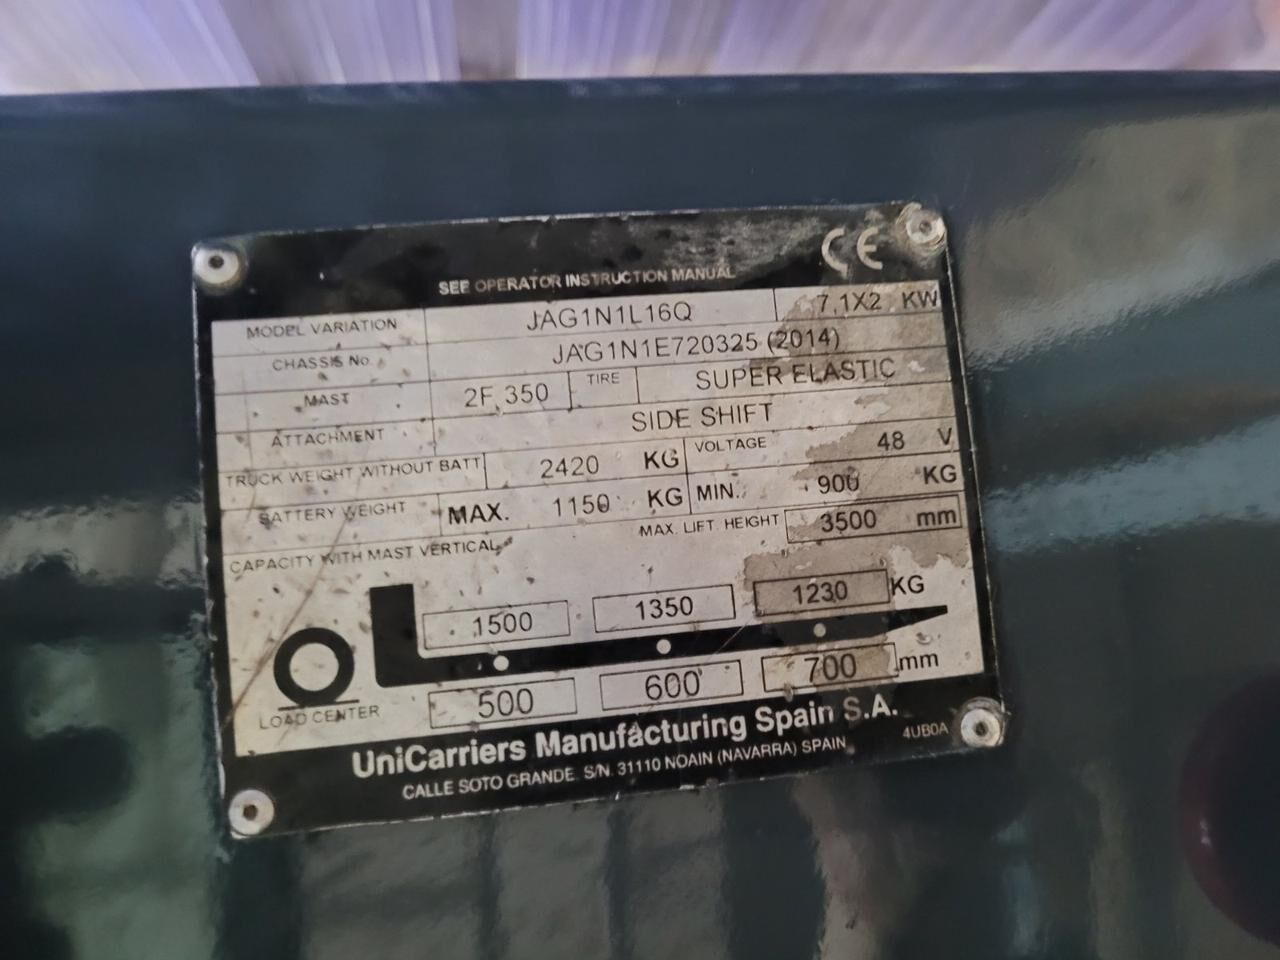 CE
SEE OPERATOR INSTRUCTION MANUAL
MODEL VARIATION JAG1N1L16Q 7,1X2 KW
CHASSIS No. JAG1N1E720325 (2014)
MAST 2F 350 TIRE SUPER ELASTIC
ATTACHMENT SIDE SHIFT
TRUCK WEIGHT WITHOUT BATT 2420 KG VOLTAGE 48 V
BATTERY WEIGHT MAX. 1150 KG MIN. 900 KG
CAPACITY WITH MAST VERTICAL MAX. LIFT. HEIGHT 3500 mm
1500 1350 1230 KG
LOAD CENTER 500 600 700 mm
UniCarriers Manufacturing Spain S.A.
CALLE SOTO GRANDE S/N. 31110 NOAIN (NAVARRA) SPAIN 4UB0A